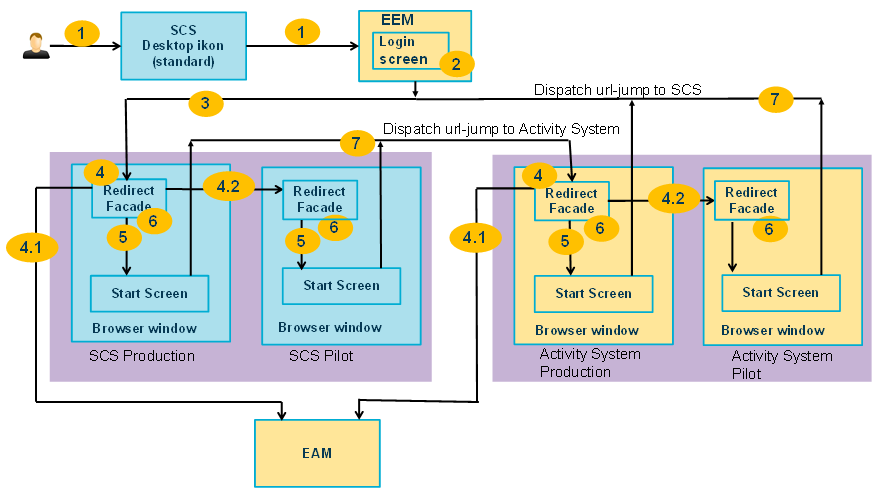 1
SCS
Desktop ikon
(standard)
1
EEM
Login
screen
2
3
Dispatch url-jump to SCS
7
Dispatch url-jump to Activity System
7
4
Redirect
Facade
4.2
Redirect
Facade
6
6
5
5
4.1
Start Screen
Start Screen
Browser window
Browser window
SCS Production
SCS Pilot
4
Redirect
Facade
4.2
Redirect
Facade
6
6
5
4.1
Start Screen
Start Screen
Browser window
Browser window
Activity System
Production
Activity System
Pilot
EAM